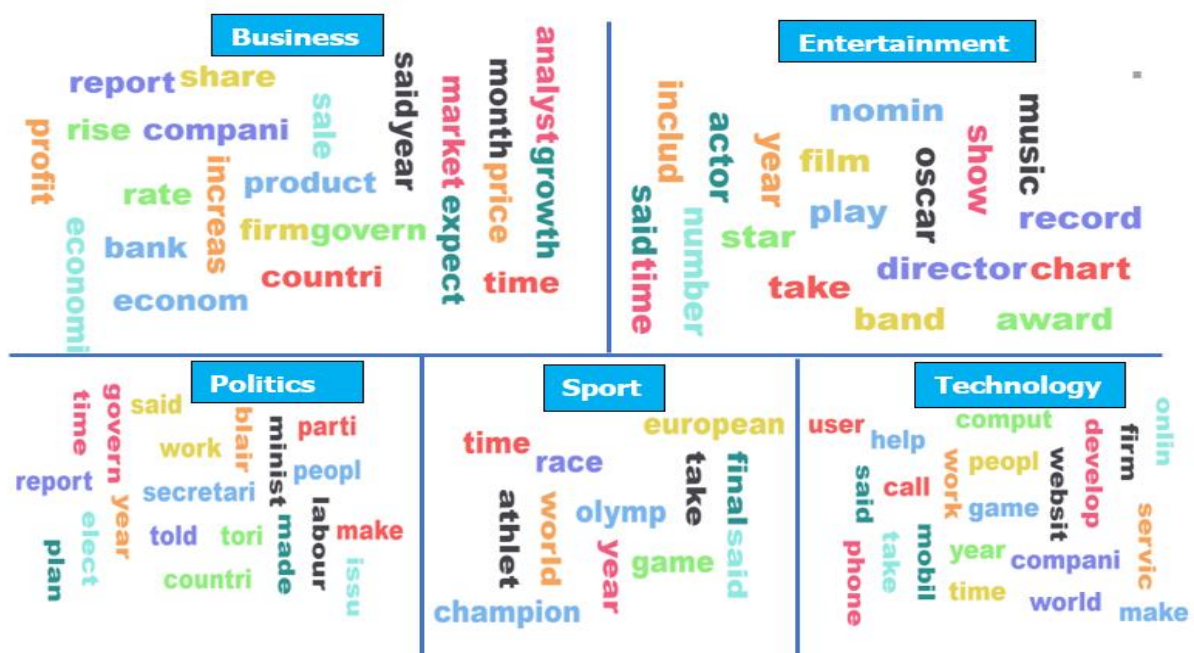 Business
report
share
rise
compani
sale
saidyear
market
expect
month
price
analyst
growth
profit
rate
increas
product
economi
bank
firm
govern
countri
econom
time
Entertainment
includ
actor
year
nomin
film
oscar
show
music
said
time
number
star
play
record
director
chart
take
band
award
Politics
time
govern
said
blair
minist
parti
work
peopl
report
secretari
year
elect
told
tori
made
labour
make
plan
countri
issu
Sport
european
time
race
take
final
said
athlet
world
olymp
year
game
champion
Technology
user
help
comput
develop
firm
onlin
said
call
work
peopl
websit
game
servic
phone
take
mobil
year
compani
time
world
make